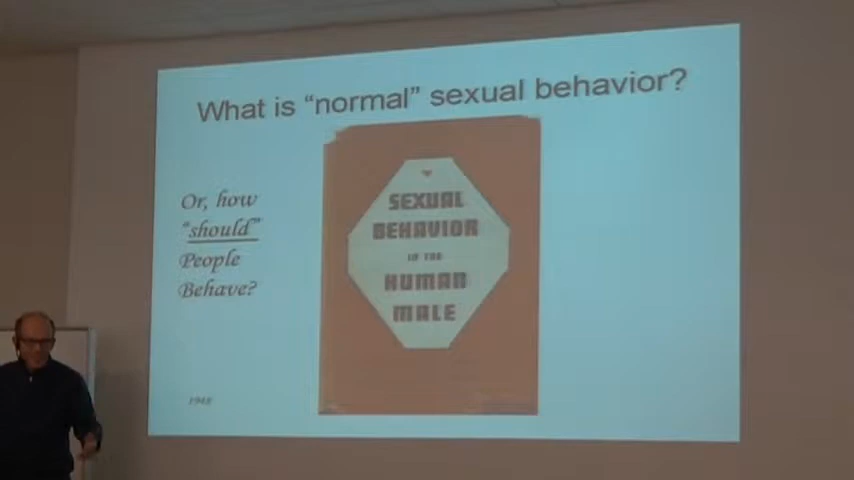 What is "normal" sexual behavior?
Or, how
"should"
People
Behave?
SEXUAL
BEHAVIOR
IN THE
HUMAN
MALE
1948